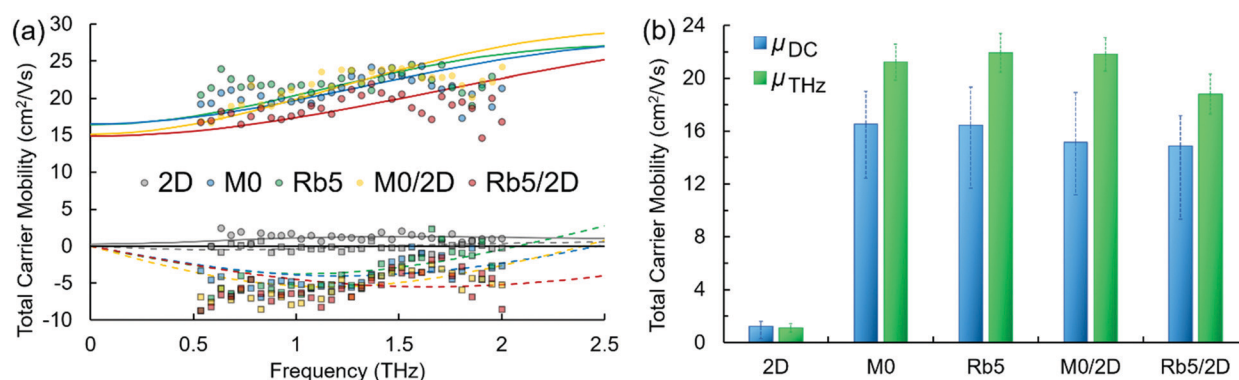 (a)
Total Carrier Mobility (cm²/Vs)
30
25
20
15
10
5
0
-5
-10
2D M0 Rb5 M0/2D Rb5/2D
0 0.5 1 1.5 2 2.5
Frequency (THz)
(b)
Total Carrier Mobility (cm²/Vs)
24
20
16
12
8
4
0
μDC
μTHz
2D M0 Rb5 M0/2D Rb5/2D